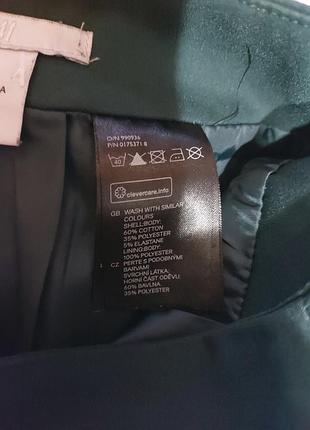 A
O/N 990936
P/N 0175371 8
40
clevercare.info
GB WASH WITH SIMILAR
COLOURS
SHELL:BODY:
60% COTTON
35% POLYESTER
5% ELASTANE
LINING:BODY:
100% POLYESTER
CZ PERTE S PODOBNÝMI
BARVAMI
SVRCHNÍ LÁTKA:
HORNÍ ČÁST ODĚVU:
60% BAVLNA
35% POLYESTER